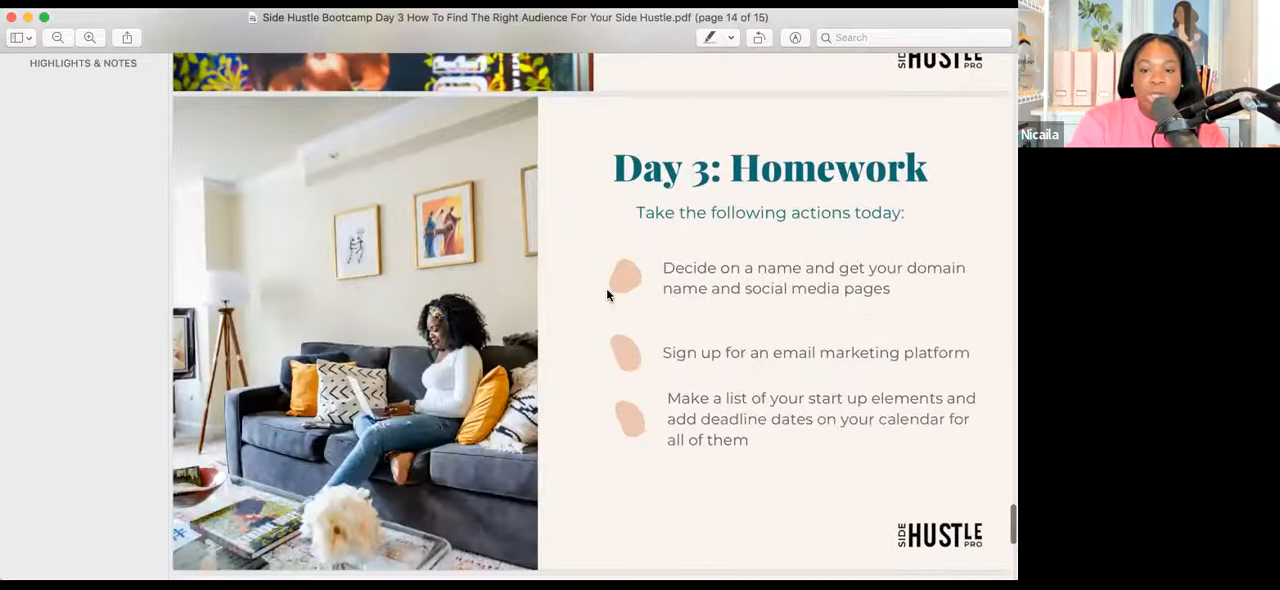 Side Hustle Bootcamp Day 3 How To Find The Right Audience For Your Side Hustle.pdf (page 14 of 15)
Search
HIGHLIGHTS & NOTES
SIDE HUSTLE PRO
Nicaila
Day 3: Homework
Take the following actions today:
Decide on a name and get your domain
name and social media pages
Sign up for an email marketing platform
Make a list of your start up elements and
add deadline dates on your calendar for
all of them
SIDE HUSTLE PRO